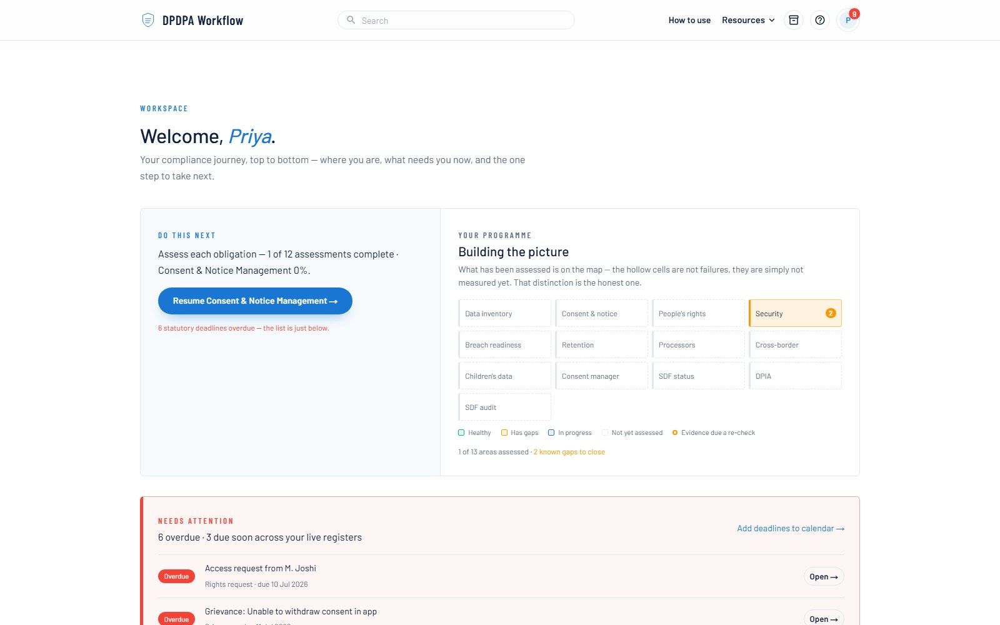 DPDPA Workflow
Search
How to use
Resources
P
9
WORKSPACE
Welcome, Priya.
Your compliance journey, top to bottom — where you are, what needs you now, and the one
step to take next.
DO THIS NEXT
Assess each obligation — 1 of 12 assessments complete ·
Consent & Notice Management 0%.
Resume Consent & Notice Management →
6 statutory deadlines overdue — the list is just below.
YOUR PROGRAMME
Building the picture
What has been assessed is on the map — the hollow cells are not failures, they are simply not
measured yet. That distinction is the honest one.
Data inventory
Consent & notice
People's rights
Security
2
Breach readiness
Retention
Processors
Cross-border
Children's data
Consent manager
SDF status
DPIA
SDF audit
Healthy
Has gaps
In progress
Not yet assessed
Evidence due a re-check
1 of 13 areas assessed · 2 known gaps to close
NEEDS ATTENTION
6 overdue · 3 due soon across your live registers
Add deadlines to calendar →
Overdue
Access request from M. Joshi
Rights request · due 10 Jul 2026
Open →
Overdue
Grievance: Unable to withdraw consent in app
Open →